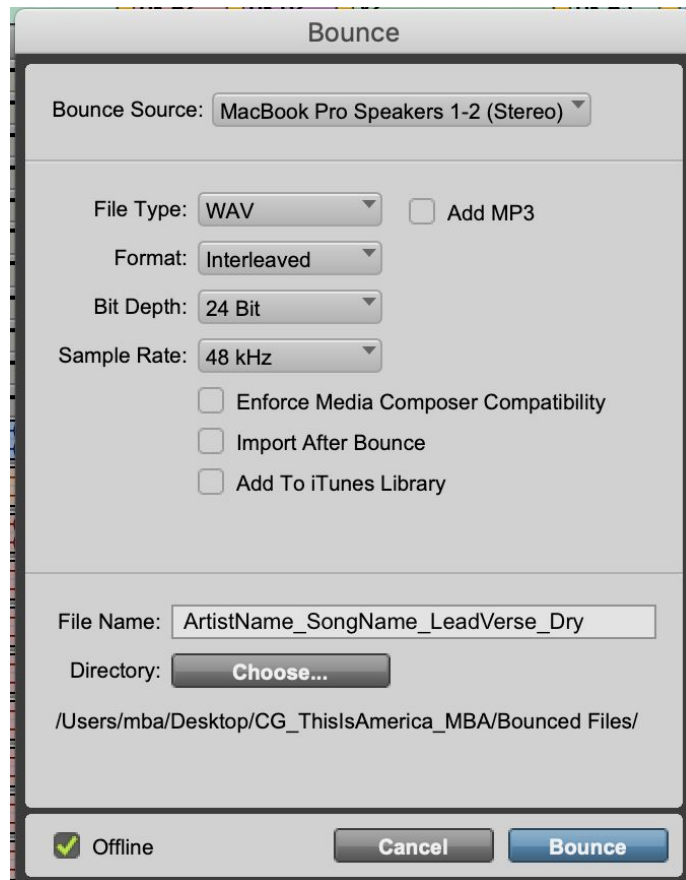 Bounce
Bounce Source: MacBook Pro Speakers 1-2 (Stereo)
File Type: WAV Add MP3
Format: Interleaved
Bit Depth: 24 Bit
Sample Rate: 48 kHz
Enforce Media Composer Compatibility
Import After Bounce
Add To iTunes Library
File Name: ArtistName_SongName_LeadVerse_Dry
Directory: Choose...
/Users/mba/Desktop/CG_ThisIsAmerica_MBA/Bounced Files/
Offline Cancel Bounce